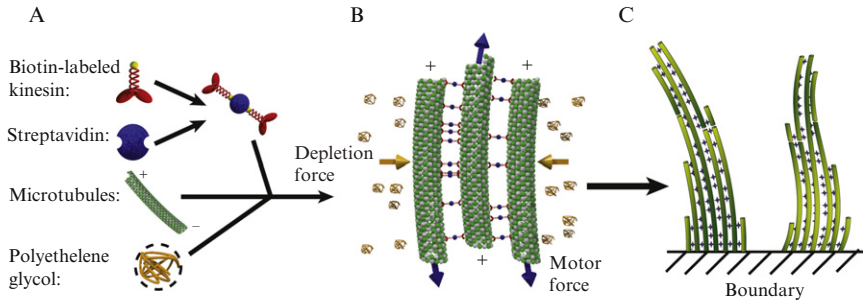 A
Biotin-labeled
kinesin:
Streptavidin:
Microtubules:
+
−
Polyethelene
glycol:
Depletion
force
B
+
+
+
Motor
force
C
Boundary